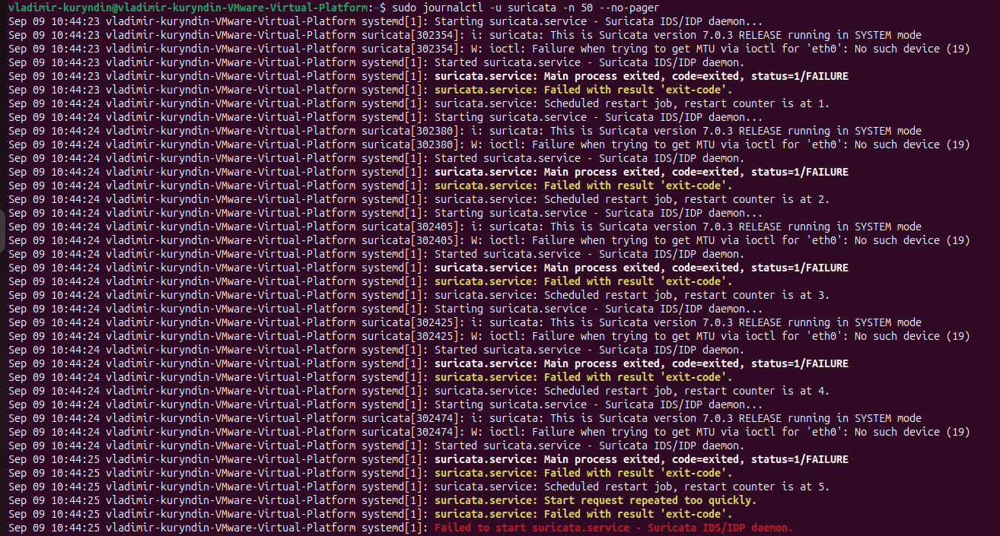 vladimir-kuryndin@vladimir-kuryndin-VMware-Virtual-Platform:~$ sudo journalctl -u suricata -n 50 --no-pager
Sep 09 10:44:23 vladimir-kuryndin-VMware-Virtual-Platform systemd[1]: Starting suricata.service - Suricata IDS/IDP daemon...
Sep 09 10:44:23 vladimir-kuryndin-VMware-Virtual-Platform suricata[302354]: i: suricata: This is Suricata version 7.0.3 RELEASE running in SYSTEM mode
Sep 09 10:44:23 vladimir-kuryndin-VMware-Virtual-Platform suricata[302354]: W: ioctl: Failure when trying to get MTU via ioctl for 'eth0': No such device (19)
Sep 09 10:44:23 vladimir-kuryndin-VMware-Virtual-Platform systemd[1]: Started suricata.service - Suricata IDS/IDP daemon.
Sep 09 10:44:23 vladimir-kuryndin-VMware-Virtual-Platform systemd[1]: suricata.service: Main process exited, code=exited, status=1/FAILURE
Sep 09 10:44:23 vladimir-kuryndin-VMware-Virtual-Platform systemd[1]: suricata.service: Failed with result 'exit-code'.
Sep 09 10:44:24 vladimir-kuryndin-VMware-Virtual-Platform systemd[1]: suricata.service: Scheduled restart job, restart counter is at 1.
Sep 09 10:44:24 vladimir-kuryndin-VMware-Virtual-Platform systemd[1]: Starting suricata.service - Suricata IDS/IDP daemon...
Sep 09 10:44:24 vladimir-kuryndin-VMware-Virtual-Platform suricata[302380]: i: suricata: This is Suricata version 7.0.3 RELEASE running in SYSTEM mode
Sep 09 10:44:24 vladimir-kuryndin-VMware-Virtual-Platform suricata[302380]: W: ioctl: Failure when trying to get MTU via ioctl for 'eth0': No such device (19)
Sep 09 10:44:24 vladimir-kuryndin-VMware-Virtual-Platform systemd[1]: Started suricata.service - Suricata IDS/IDP daemon.
Sep 09 10:44:24 vladimir-kuryndin-VMware-Virtual-Platform systemd[1]: suricata.service: Main process exited, code=exited, status=1/FAILURE
Sep 09 10:44:24 vladimir-kuryndin-VMware-Virtual-Platform systemd[1]: suricata.service: Failed with result 'exit-code'.
Sep 09 10:44:24 vladimir-kuryndin-VMware-Virtual-Platform systemd[1]: suricata.service: Scheduled restart job, restart counter is at 2.
Sep 09 10:44:24 vladimir-kuryndin-VMware-Virtual-Platform systemd[1]: Starting suricata.service - Suricata IDS/IDP daemon...
Sep 09 10:44:24 vladimir-kuryndin-VMware-Virtual-Platform suricata[302405]: i: suricata: This is Suricata version 7.0.3 RELEASE running in SYSTEM mode
Sep 09 10:44:24 vladimir-kuryndin-VMware-Virtual-Platform suricata[302405]: W: ioctl: Failure when trying to get MTU via ioctl for 'eth0': No such device (19)
Sep 09 10:44:24 vladimir-kuryndin-VMware-Virtual-Platform systemd[1]: Started suricata.service - Suricata IDS/IDP daemon.
Sep 09 10:44:24 vladimir-kuryndin-VMware-Virtual-Platform systemd[1]: suricata.service: Main process exited, code=exited, status=1/FAILURE
Sep 09 10:44:24 vladimir-kuryndin-VMware-Virtual-Platform systemd[1]: suricata.service: Failed with result 'exit-code'.
Sep 09 10:44:24 vladimir-kuryndin-VMware-Virtual-Platform systemd[1]: suricata.service: Scheduled restart job, restart counter is at 3.
Sep 09 10:44:24 vladimir-kuryndin-VMware-Virtual-Platform systemd[1]: Starting suricata.service - Suricata IDS/IDP daemon...
Sep 09 10:44:24 vladimir-kuryndin-VMware-Virtual-Platform suricata[302425]: i: suricata: This is Suricata version 7.0.3 RELEASE running in SYSTEM mode
Sep 09 10:44:24 vladimir-kuryndin-VMware-Virtual-Platform suricata[302425]: W: ioctl: Failure when trying to get MTU via ioctl for 'eth0': No such device (19)
Sep 09 10:44:24 vladimir-kuryndin-VMware-Virtual-Platform systemd[1]: Started suricata.service - Suricata IDS/IDP daemon.
Sep 09 10:44:24 vladimir-kuryndin-VMware-Virtual-Platform systemd[1]: suricata.service: Main process exited, code=exited, status=1/FAILURE
Sep 09 10:44:24 vladimir-kuryndin-VMware-Virtual-Platform systemd[1]: suricata.service: Failed with result 'exit-code'.
Sep 09 10:44:24 vladimir-kuryndin-VMware-Virtual-Platform systemd[1]: suricata.service: Scheduled restart job, restart counter is at 4.
Sep 09 10:44:24 vladimir-kuryndin-VMware-Virtual-Platform systemd[1]: Starting suricata.service - Suricata IDS/IDP daemon...
Sep 09 10:44:24 vladimir-kuryndin-VMware-Virtual-Platform suricata[302474]: i: suricata: This is Suricata version 7.0.3 RELEASE running in SYSTEM mode
Sep 09 10:44:24 vladimir-kuryndin-VMware-Virtual-Platform suricata[302474]: W: ioctl: Failure when trying to get MTU via ioctl for 'eth0': No such device (19)
Sep 09 10:44:24 vladimir-kuryndin-VMware-Virtual-Platform systemd[1]: Started suricata.service - Suricata IDS/IDP daemon.
Sep 09 10:44:25 vladimir-kuryndin-VMware-Virtual-Platform systemd[1]: suricata.service: Main process exited, code=exited, status=1/FAILURE
Sep 09 10:44:25 vladimir-kuryndin-VMware-Virtual-Platform systemd[1]: suricata.service: Failed with result 'exit-code'.
Sep 09 10:44:25 vladimir-kuryndin-VMware-Virtual-Platform systemd[1]: suricata.service: Scheduled restart job, restart counter is at 5.
Sep 09 10:44:25 vladimir-kuryndin-VMware-Virtual-Platform systemd[1]: suricata.service: Start request repeated too quickly.
Sep 09 10:44:25 vladimir-kuryndin-VMware-Virtual-Platform systemd[1]: suricata.service: Failed with result 'exit-code'.
Sep 09 10:44:25 vladimir-kuryndin-VMware-Virtual-Platform systemd[1]: Failed to start suricata.service - Suricata IDS/IDP daemon.